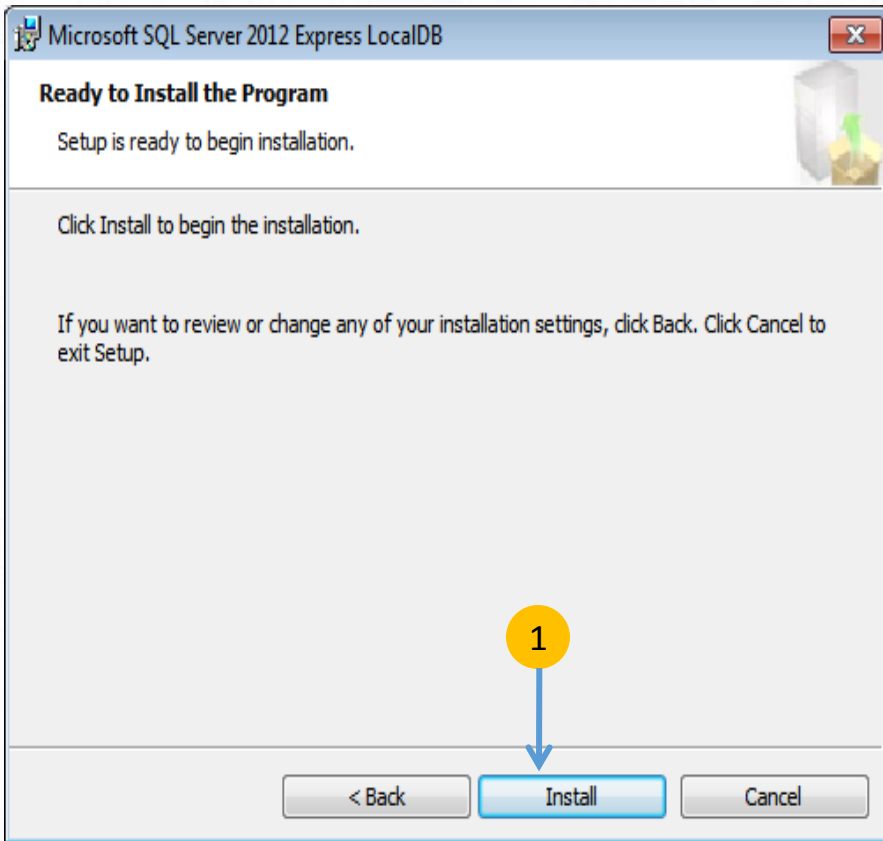 Microsoft SQL Server 2012 Express LocalDB
Ready to Install the Program
Setup is ready to begin installation.
Click Install to begin the installation.
If you want to review or change any of your installation settings, click Back. Click Cancel to
exit Setup.
1
< Back Install Cancel